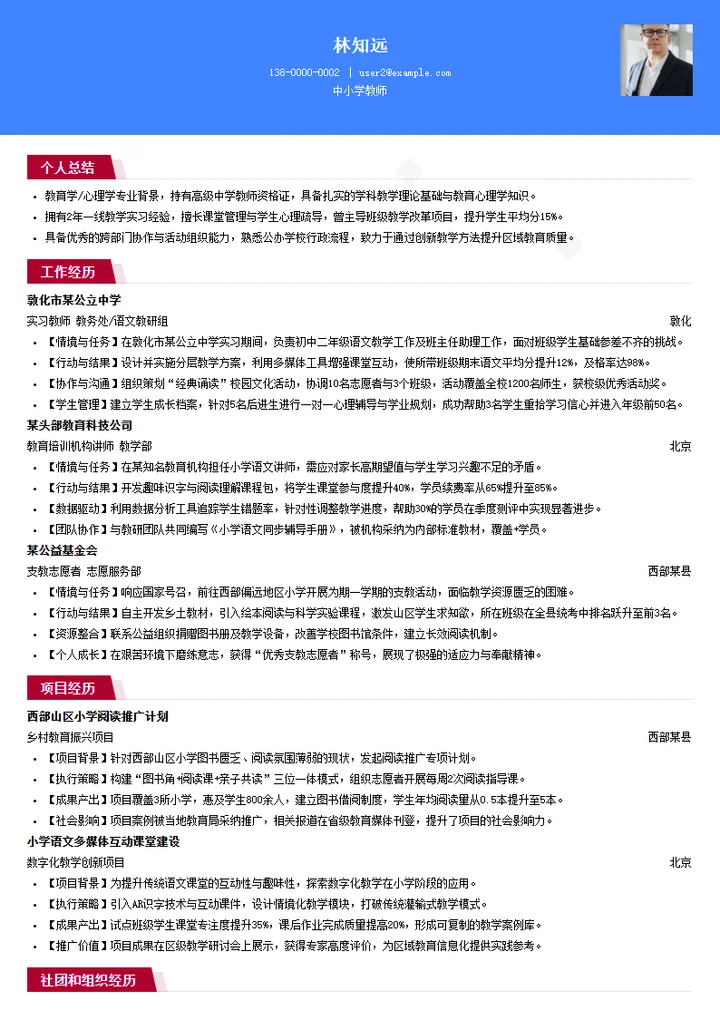 林知远
138-0000-0002 | user2@example.com
中小学教师
个人总结
• 教育学/心理学专业背景，持有高级中学教师资格证，具备扎实的学科教学理论基础与教育心理学知识。
• 拥有2年一线教学实习经验，擅长课堂管理与学生心理疏导，曾主导班级教学改革项目，提升学生平均分15%。
• 具备优秀的跨部门协作与活动组织能力，熟悉公办学校行政流程，致力于通过创新教学方法提升区域教育质量。
工作经历
敦化市某公立中学
实习教师 教务处/语文教研组 敦化
• 【情境与任务】在敦化市某公立中学实习期间，负责初中二年级语文教学工作及班主任助理工作，面对班级学生基础参差不齐的挑战。
• 【行动与结果】设计并实施分层教学方案，利用多媒体工具增强课堂互动，使所带班级期末语文平均分提升12%，及格率达98%。
• 【协作与沟通】组织策划“经典诵读”校园文化活动，协调10名志愿者与3个班级，活动覆盖全校1200名师生，获校级优秀活动奖。
• 【学生管理】建立学生成长档案，针对5名后进生进行一对一心理辅导与学业规划，成功帮助3名学生重拾学习信心并进入年级前50名。
某头部教育科技公司
教育培训机构讲师 教学部 北京
• 【情境与任务】在某知名教育机构担任小学语文讲师，需应对家长高期望值与学生学习兴趣不足的矛盾。
• 【行动与结果】开发趣味识字与阅读理解课程包，将学生课堂参与度提升40%，学员续费率从65%提升至85%。
• 【数据驱动】利用数据分析工具追踪学生错题率，针对性调整教学进度，帮助30%的学员在季度测评中实现显著进步。
• 【团队协作】与教研团队共同编写《小学语文同步辅导手册》，被机构采纳为内部标准教材，覆盖+学员。
某公益基金会
支教志愿者 志愿服务部 西部某县
• 【情境与任务】响应国家号召，前往西部偏远地区小学开展为期一学期的支教活动，面临教学资源匮乏的困难。
• 【行动与结果】自主开发乡土教材，引入绘本阅读与科学实验课程，激发山区学生求知欲，所在班级在全县统考中排名跃升至前3名。
• 【资源整合】联系公益组织捐赠图书册及教学设备，改善学校图书馆条件，建立长效阅读机制。
• 【个人成长】在艰苦环境下磨练意志，获得“优秀支教志愿者”称号，展现了极强的适应力与奉献精神。
项目经历
西部山区小学阅读推广计划
乡村教育振兴项目 西部某县
• 【项目背景】针对西部山区小学图书匮乏、阅读氛围薄弱的现状，发起阅读推广专项计划。
• 【执行策略】构建“图书角+阅读课+亲子共读”三位一体模式，组织志愿者开展每周2次阅读指导课。
• 【成果产出】项目覆盖3所小学，惠及学生800余人，建立图书借阅制度，学生年均阅读量从0.5本提升至5本。
• 【社会影响】项目案例被当地教育局采纳推广，相关报道在省级教育媒体刊登，提升了项目的社会影响力。
小学语文多媒体互动课堂建设
数字化教学创新项目 北京
• 【项目背景】为提升传统语文课堂的互动性与趣味性，探索数字化教学在小学阶段的应用。
• 【执行策略】引入AR识字技术与互动课件，设计情境化教学模块，打破传统灌输式教学模式。
• 【成果产出】试点班级学生课堂专注度提升35%，课后作业完成质量提高20%，形成可复制的教学案例库。
• 【推广价值】项目成果在区级教学研讨会上展示，获得专家高度评价，为区域教育信息化提供实践参考。
社团和组织经历